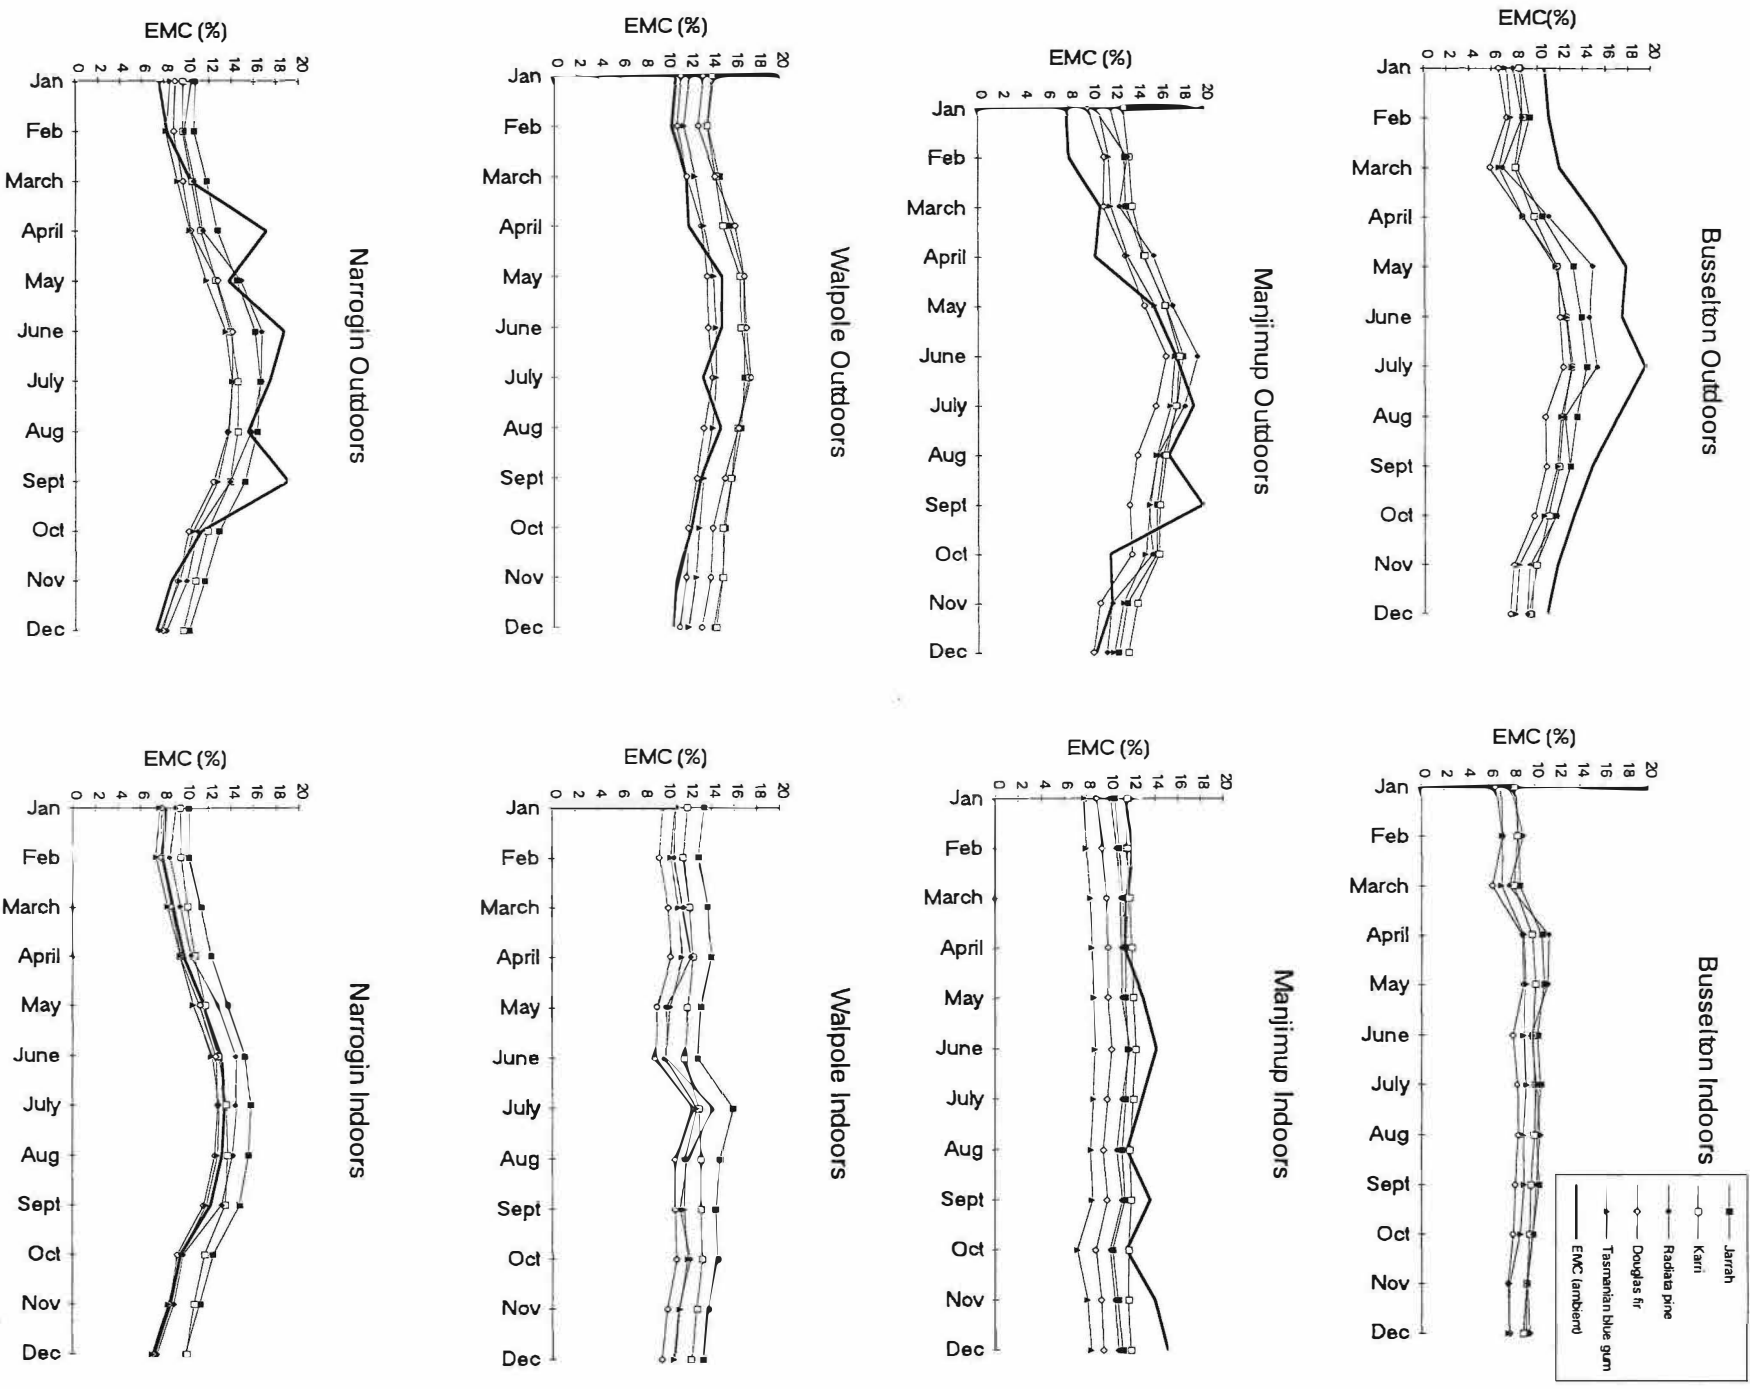 EMC (%)
0 2 4 6 8 10 12 14 16 18 20
Jan
Feb
March
April
May
June
July
Aug
Sept
Oct
Nov
Dec
Narrogin Outdoors
EMC (%)
0 2 4 6 8 10 12 14 16 18 20
Jan
Feb
March
April
May
June
July
Aug
Sept
Oct
Nov
Dec
Walpole Outdoors
EMC (%)
0 2 4 6 8 10 12 14 16 18 20
Jan
Feb
March
April
May
June
July
Aug
Sept
Oct
Nov
Dec
Manjimup Outdoors
EMC(%)
0 2 4 6 8 10 12 14 16 18 20
Jan
Feb
March
April
May
June
July
Aug
Sept
Oct
Nov
Dec
Busselton Outdoors
EMC (%)
0 2 4 6 8 10 12 14 16 18 20
Jan
Feb
March
April
May
June
July
Aug
Sept
Oct
Nov
Dec
Narrogin Indoors
EMC (%)
0 2 4 6 8 10 12 14 16 18 20
Jan
Feb
March
April
May
June
July
Aug
Sept
Oct
Nov
Dec
Walpole Indoors
EMC (%)
0 2 4 6 8 10 12 14 16 18 20
Jan
Feb
March
April
May
June
July
Aug
Sept
Oct
Nov
Dec
Manjimup Indoors
EMC (%)
0 2 4 6 8 10 12 14 16 18 20
Jan
Feb
March
April
May
June
July
Aug
Sept
Oct
Nov
Dec
Busselton Indoors
Jarrah
Karri
Radiata pine
Douglas fir
Tasmanian blue gum
EMC (ambient)